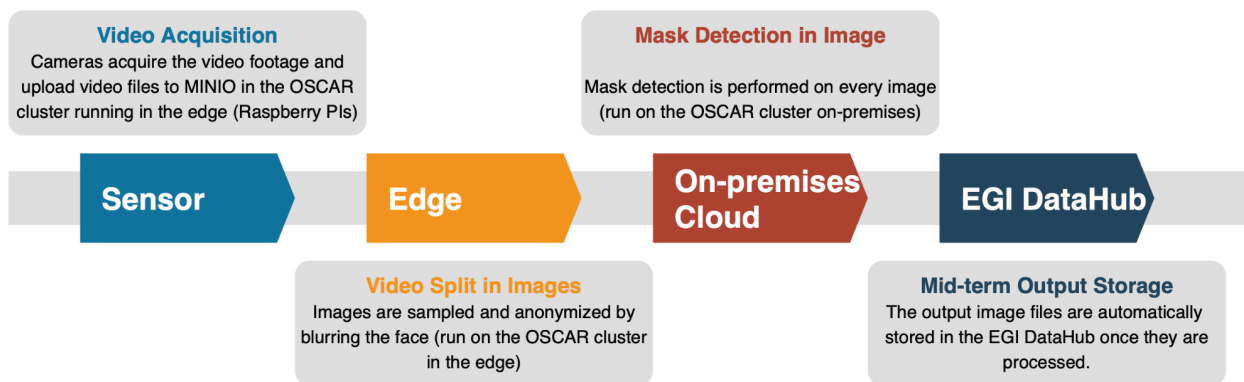 Video Acquisition
Cameras acquire the video footage and
upload video files to MINIO in the OSCAR
cluster running in the edge (Raspberry PIs)
Mask Detection in Image
Mask detection is performed on every image
(run on the OSCAR cluster on-premises)
Sensor
Edge
On-premises
Cloud
EGI DataHub
Video Split in Images
Images are sampled and anonymized by
blurring the face (run on the OSCAR cluster
in the edge)
Mid-term Output Storage
The output image files are automatically
stored in the EGI DataHub once they are
processed.